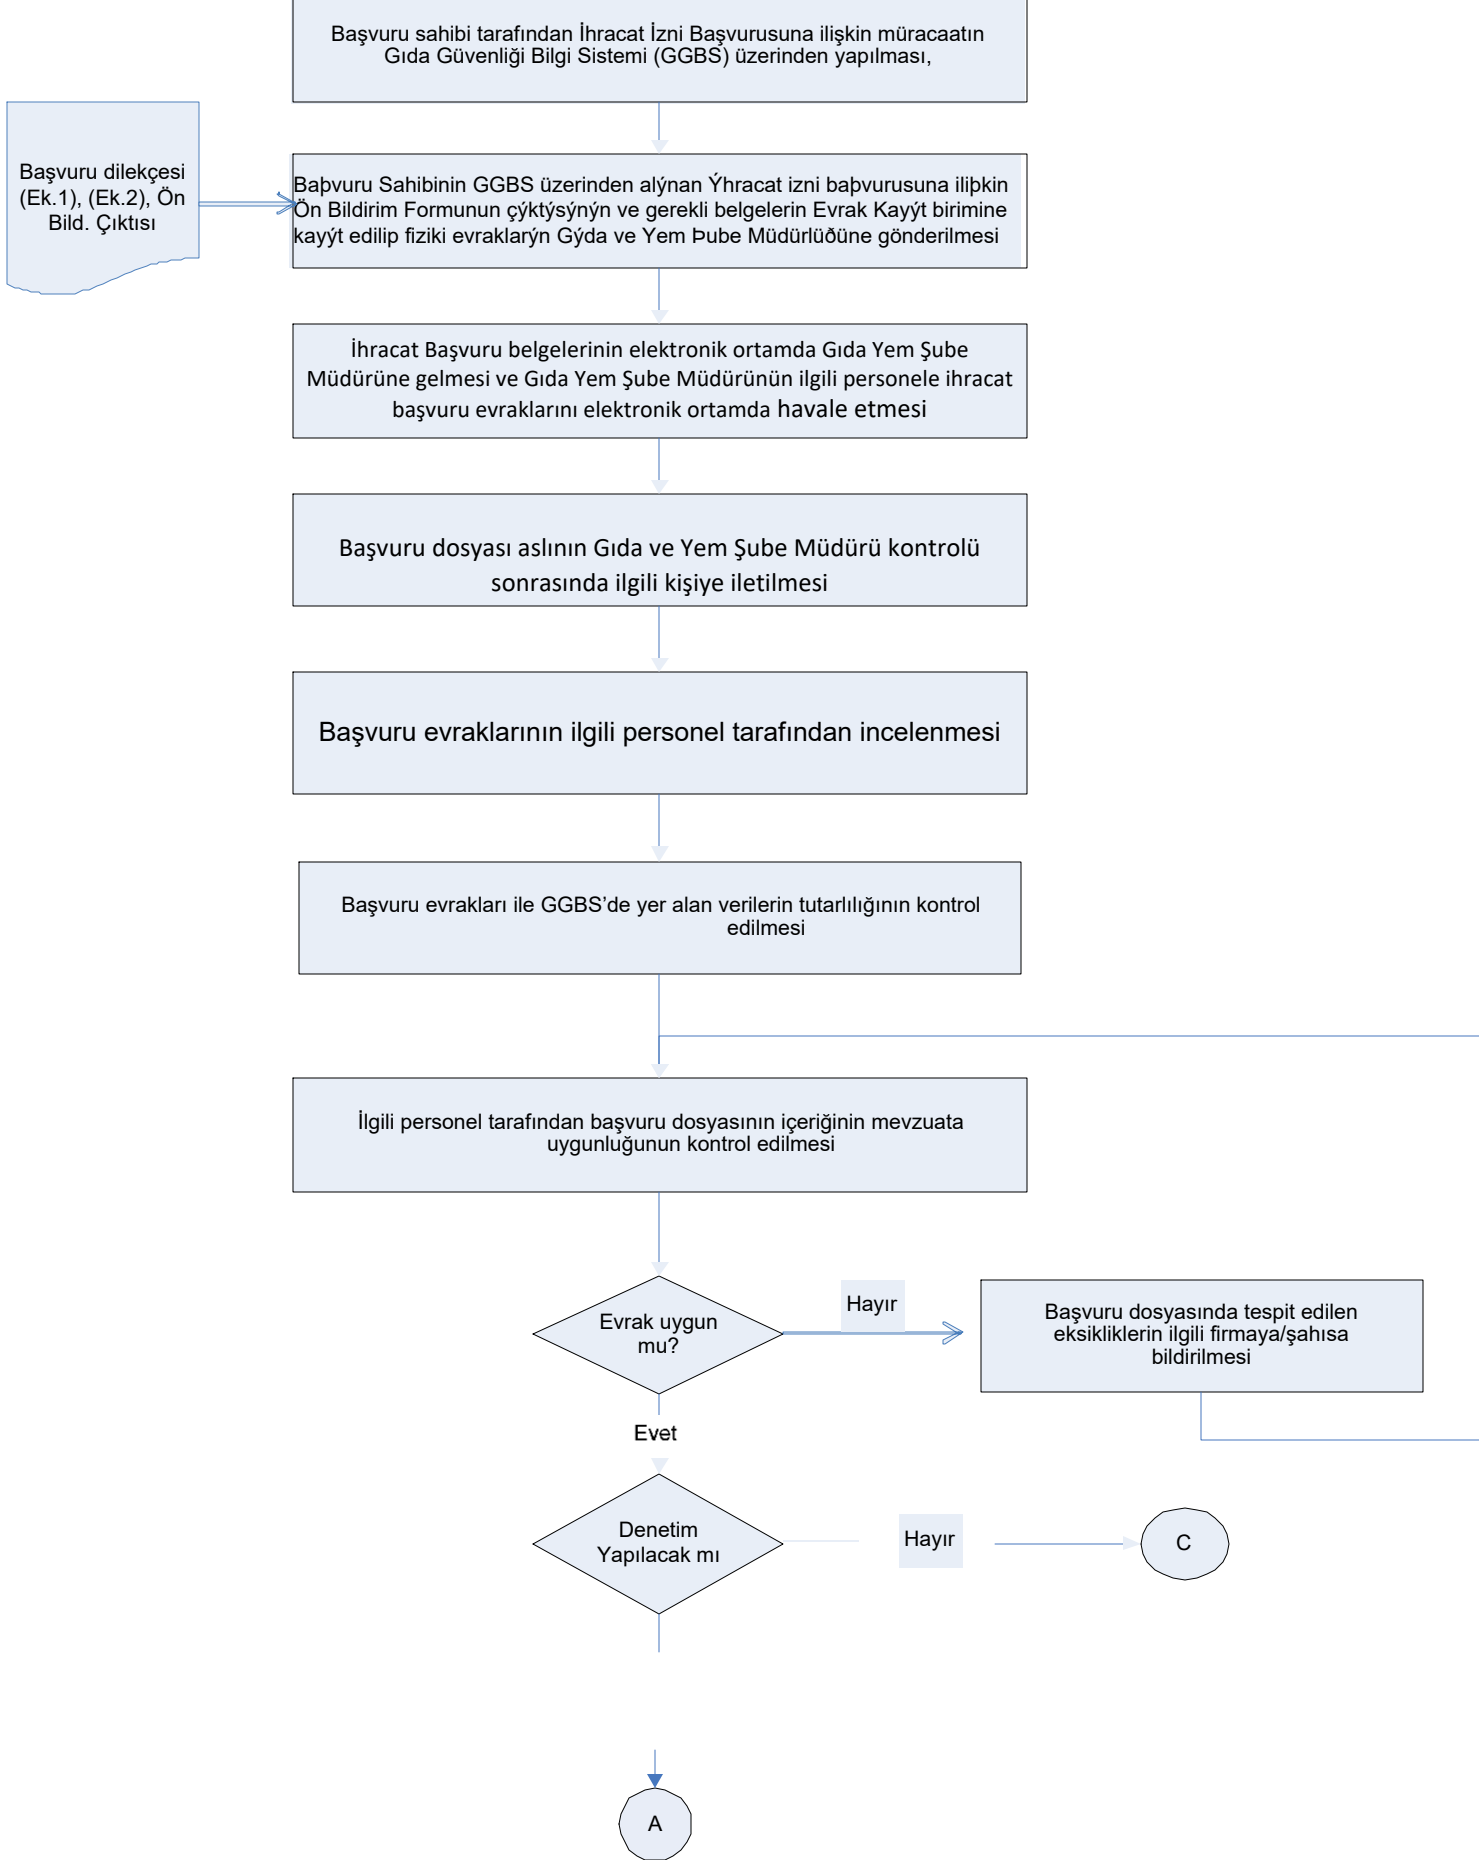 Başvuru sahibi tarafından İhracat İzni Başvurusuna ilişkin müracaatın
Gıda Güvenliği Bilgi Sistemi (GGBS) üzerinden yapılması,
Başvuru dilekçesi
(Ek.1), (Ek.2), Ön
Bild. Çıktısı
Baþvuru Sahibinin GGBS üzerinden alýnan Ýhracat izni baþvurusuna iliþkin
Ön Bildirim Formunun çýktýsýnýn ve gerekli belgelerin Evrak Kayýt birimine
kayýt edilip fiziki evraklarýn Gýda ve Yem Þube Müdürlüðüne gönderilmesi
İhracat Başvuru belgelerinin elektronik ortamda Gıda Yem Şube
Müdürüne gelmesi ve Gıda Yem Şube Müdürünün ilgili personele ihracat
başvuru evraklarını elektronik ortamda havale etmesi
Başvuru dosyası aslının Gıda ve Yem Şube Müdürü kontrolü
sonrasında ilgili kişiye iletilmesi
Başvuru evraklarının ilgili personel tarafından incelenmesi
Başvuru evrakları ile GGBS’de yer alan verilerin tutarlılığının kontrol
edilmesi
İlgili personel tarafından başvuru dosyasının içeriğinin mevzuata
uygunluğunun kontrol edilmesi
Evrak uygun
mu?
Hayır
Başvuru dosyasında tespit edilen
eksikliklerin ilgili firmaya/şahısa
bildirilmesi
Evet
Denetim
Yapılacak mı
Hayır
C
A